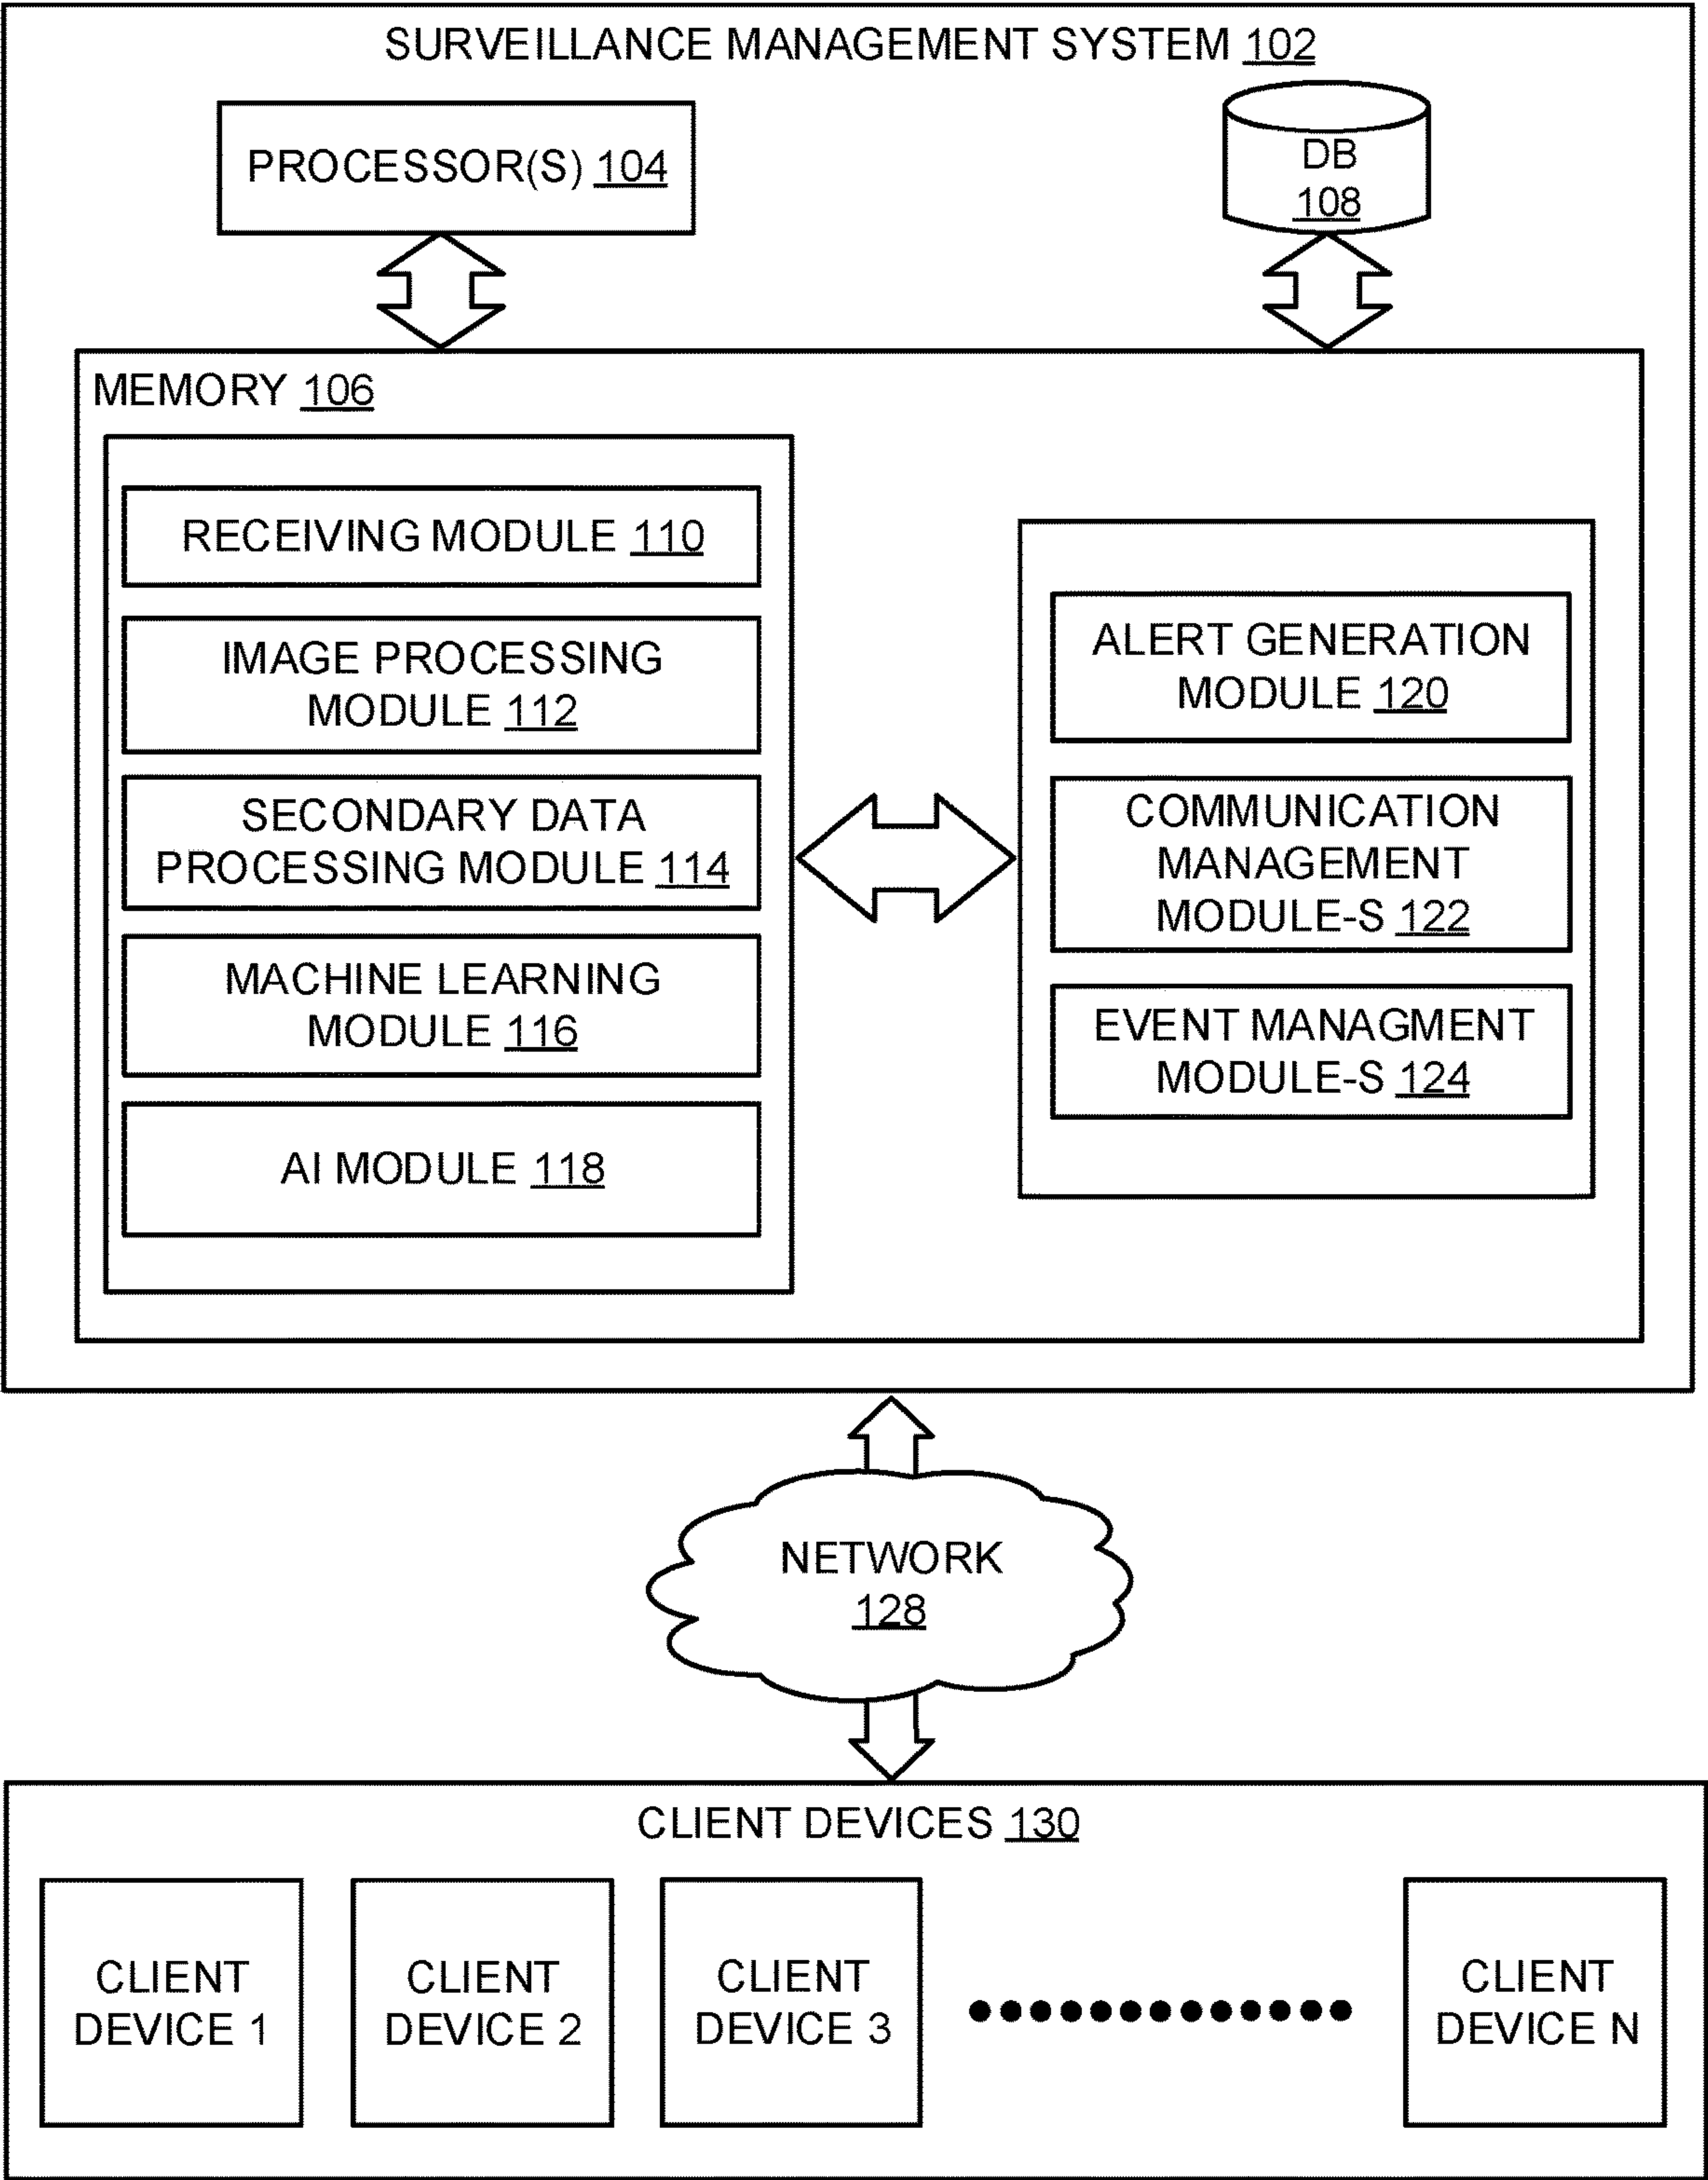 SURVEILLANCE MANAGEMENT SYSTEM 102
PROCESSOR(S) 104
DB
108
MEMORY 106
RECEIVING MODULE 110
IMAGE PROCESSING
MODULE 112
SECONDARY DATA
PROCESSING MODULE 114
MACHINE LEARNING
MODULE 116
AI MODULE 118
ALERT GENERATION
MODULE 120
COMMUNICATION
MANAGEMENT
MODULE-S 122
EVENT MANAGMENT
MODULE-S 124
NETWORK
128
CLIENT DEVICES 130
CLIENT
DEVICE 1
CLIENT
DEVICE 2
CLIENT
DEVICE 3
CLIENT
DEVICE N